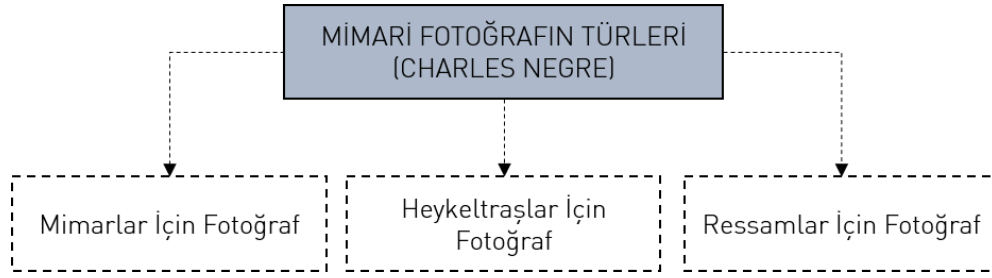 MİMARİ FOTOĞRAFIN TÜRLERİ
(CHARLES NEGRE)
Mimarlar İçin Fotoğraf
Heykeltraşlar İçin
Fotoğraf
Ressamlar İçin Fotoğraf